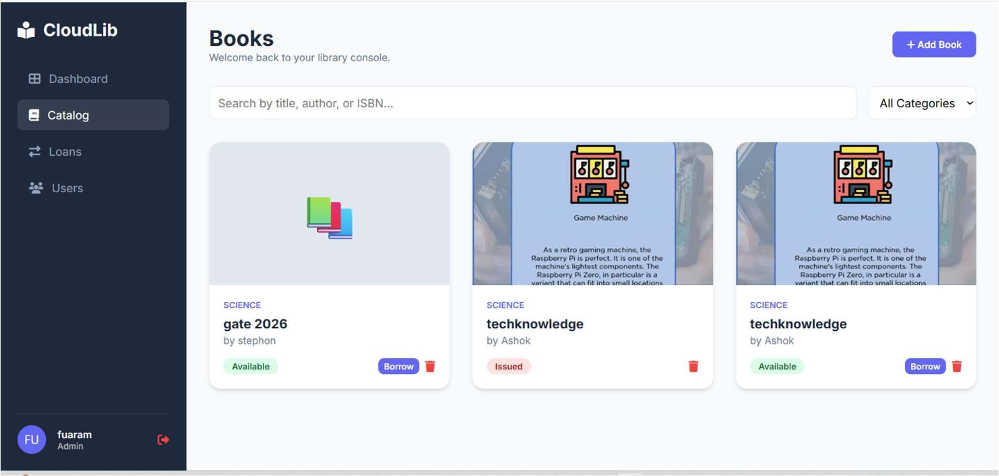 CloudLib
Dashboard
Catalog
Loans
Users
FU
fuaram
Admin
Books
Welcome back to your library console.
+ Add Book
Search by title, author, or ISBN...
All Categories
Game Machine
As a retro gaming machine, the
Raspberry Pi is perfect. It is one of the
machine's lightest components. The
Raspberry Pi Zero, in particular is a
variant that can fit into small locations
Game Machine
As a retro gaming machine, the
Raspberry Pi is perfect. It is one of the
machine's lightest components. The
Raspberry Pi Zero, in particular is a
variant that can fit into small locations
SCIENCE
gate 2026
by stephon
Available
Borrow
SCIENCE
techknowledge
by Ashok
Issued
SCIENCE
techknowledge
by Ashok
Available
Borrow